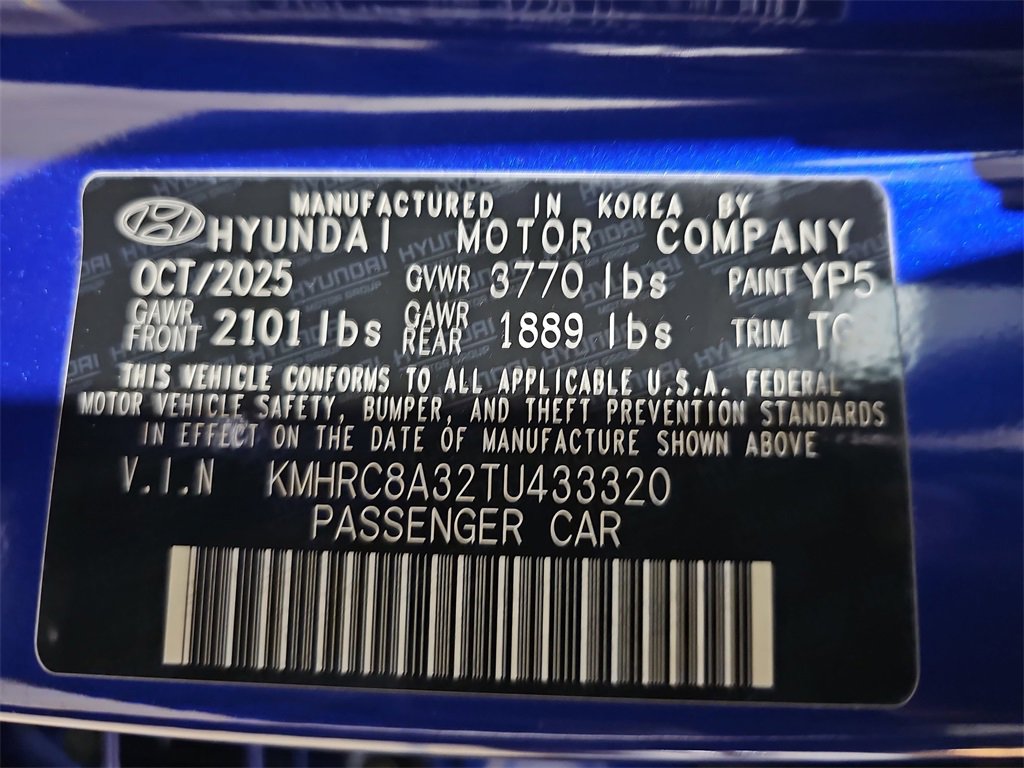 MANUFACTURED IN KOREA BY
HYUNDAI MOTOR COMPANY
OCT/2025 GVWR 3770 lbs PAINT YP5
GAWR FRONT 2101 lbs GAWR REAR 1889 lbs TRIM
THIS VEHICLE CONFORMS TO ALL APPLICABLE U.S.A. FEDERAL
MOTOR VEHICLE SAFETY, BUMPER, AND THEFT PREVENTION STANDARDS
IN EFFECT ON THE DATE OF MANUFACTURE SHOWN ABOVE
V.I.N KMHRC8A32TU433320
PASSENGER CAR